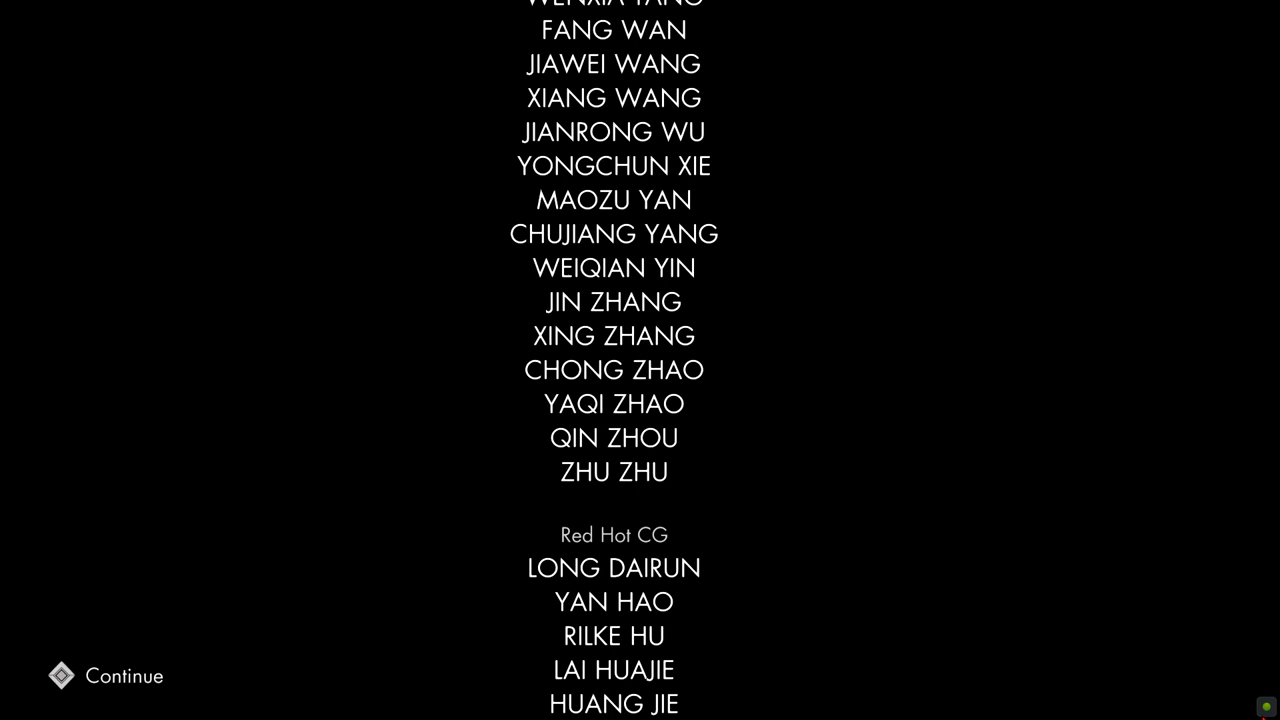 WENXIA YANG
FANG WAN
JIAWEI WANG
XIANG WANG
JIANRONG WU
YONGCHUN XIE
MAOZU YAN
CHUJIANG YANG
WEIQIAN YIN
JIN ZHANG
XING ZHANG
CHONG ZHAO
YAQI ZHAO
QIN ZHOU
ZHU ZHU
Red Hot CG
LONG DAIRUN
YAN HAO
RILKE HU
LAI HUAJIE
HUANG JIE
Continue